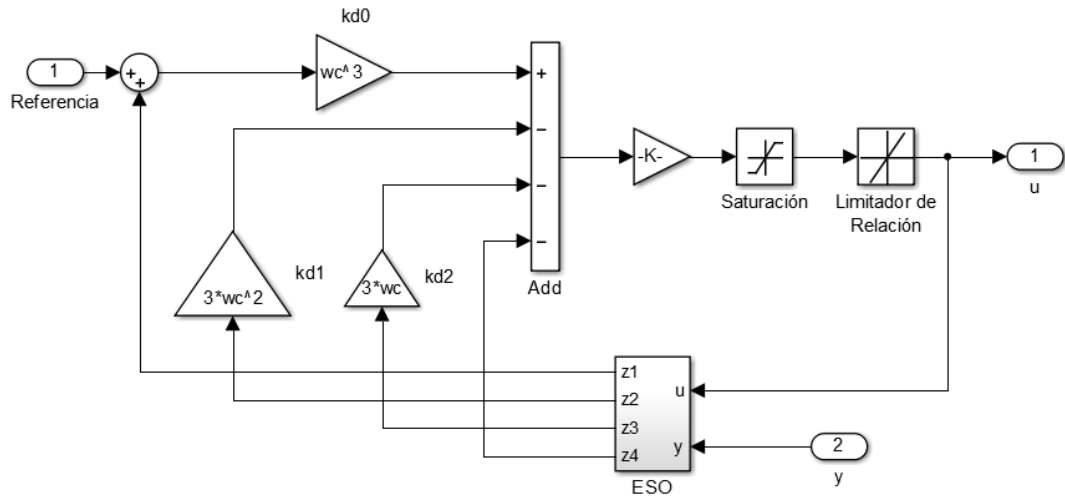 kd0
1
Referencia
+
+
wc^3
+
−
−
−
Add
-K-
Saturación
Limitador de
Relación
1
u
3*wc^2
kd1
3*wc
kd2
z1
z2
z3
z4
u
y
ESO
2
y